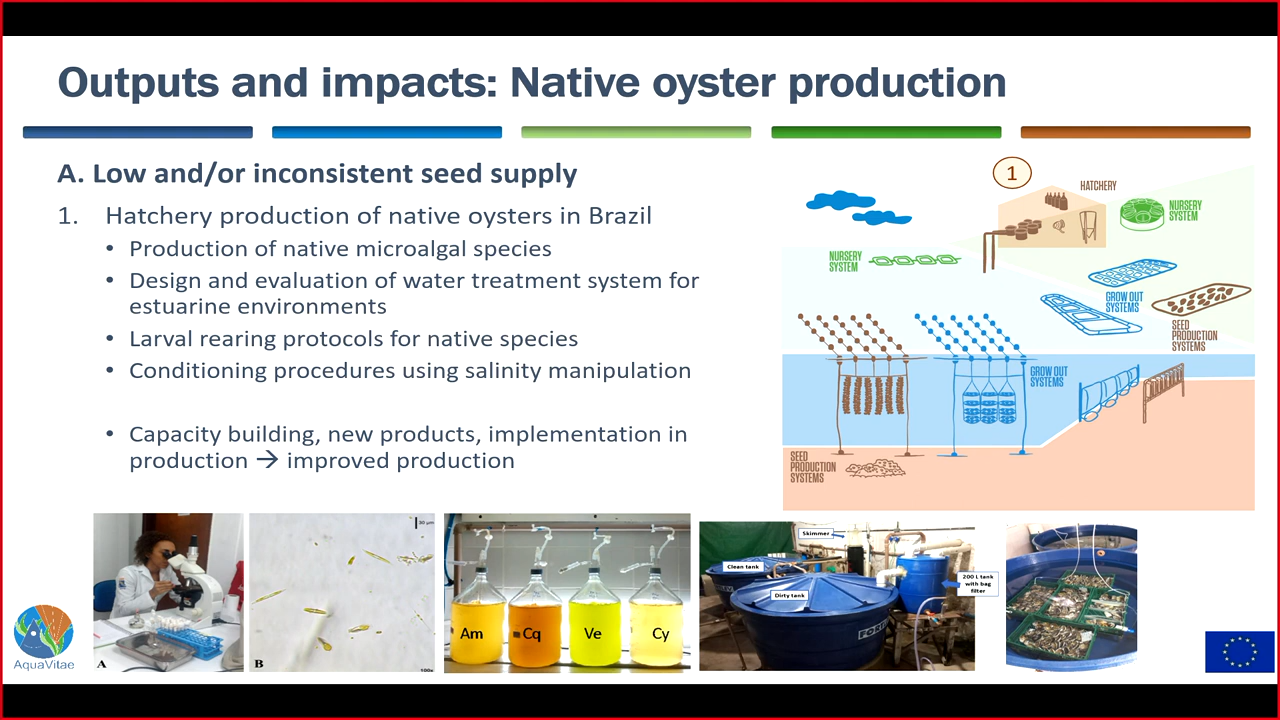 Outputs and impacts: Native oyster production
A. Low and/or inconsistent seed supply
1. Hatchery production of native oysters in Brazil
• Production of native microalgal species
• Design and evaluation of water treatment system for
estuarine environments
• Larval rearing protocols for native species
• Conditioning procedures using salinity manipulation
• Capacity building, new products, implementation in
production → improved production
1
HATCHERY
NURSERY
SYSTEM
NURSERY
SYSTEM
GROW OUT
SYSTEMS
SEED
PRODUCTION
SYSTEMS
GROW OUT
SYSTEMS
SEED
PRODUCTION
SYSTEMS
A
B
30 µm
100x
Am
Cq
Ve
Cy
Skimmer
Clean tank
Dirty tank
200 L tank
with bag
filter
AquaVitae